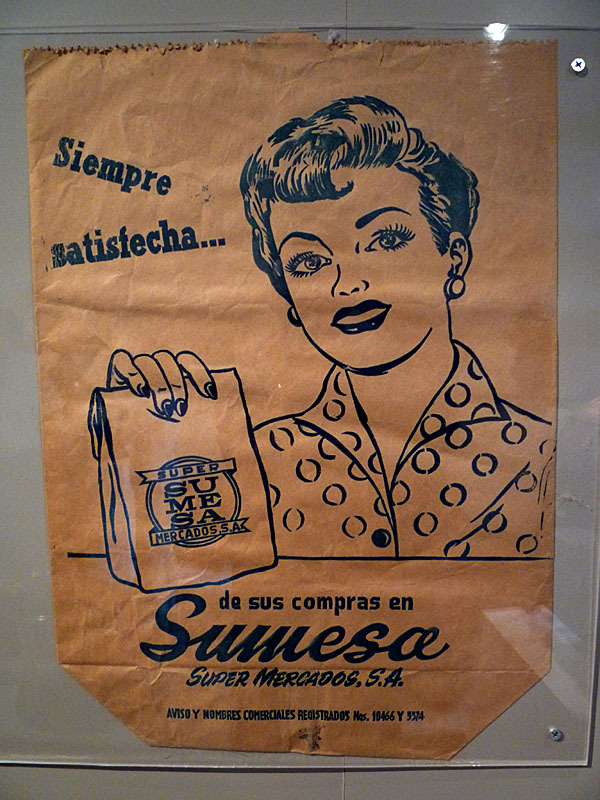 Siempre
satisfecha...
SUPER
SU
ME
SA
MERCADOS, S.A.
de sus compras en
Sumesa
SUPER MERCADOS, S.A.
AVISO Y NOMBRES COMERCIALES REGISTRADOS Nos. 10466 Y 5574